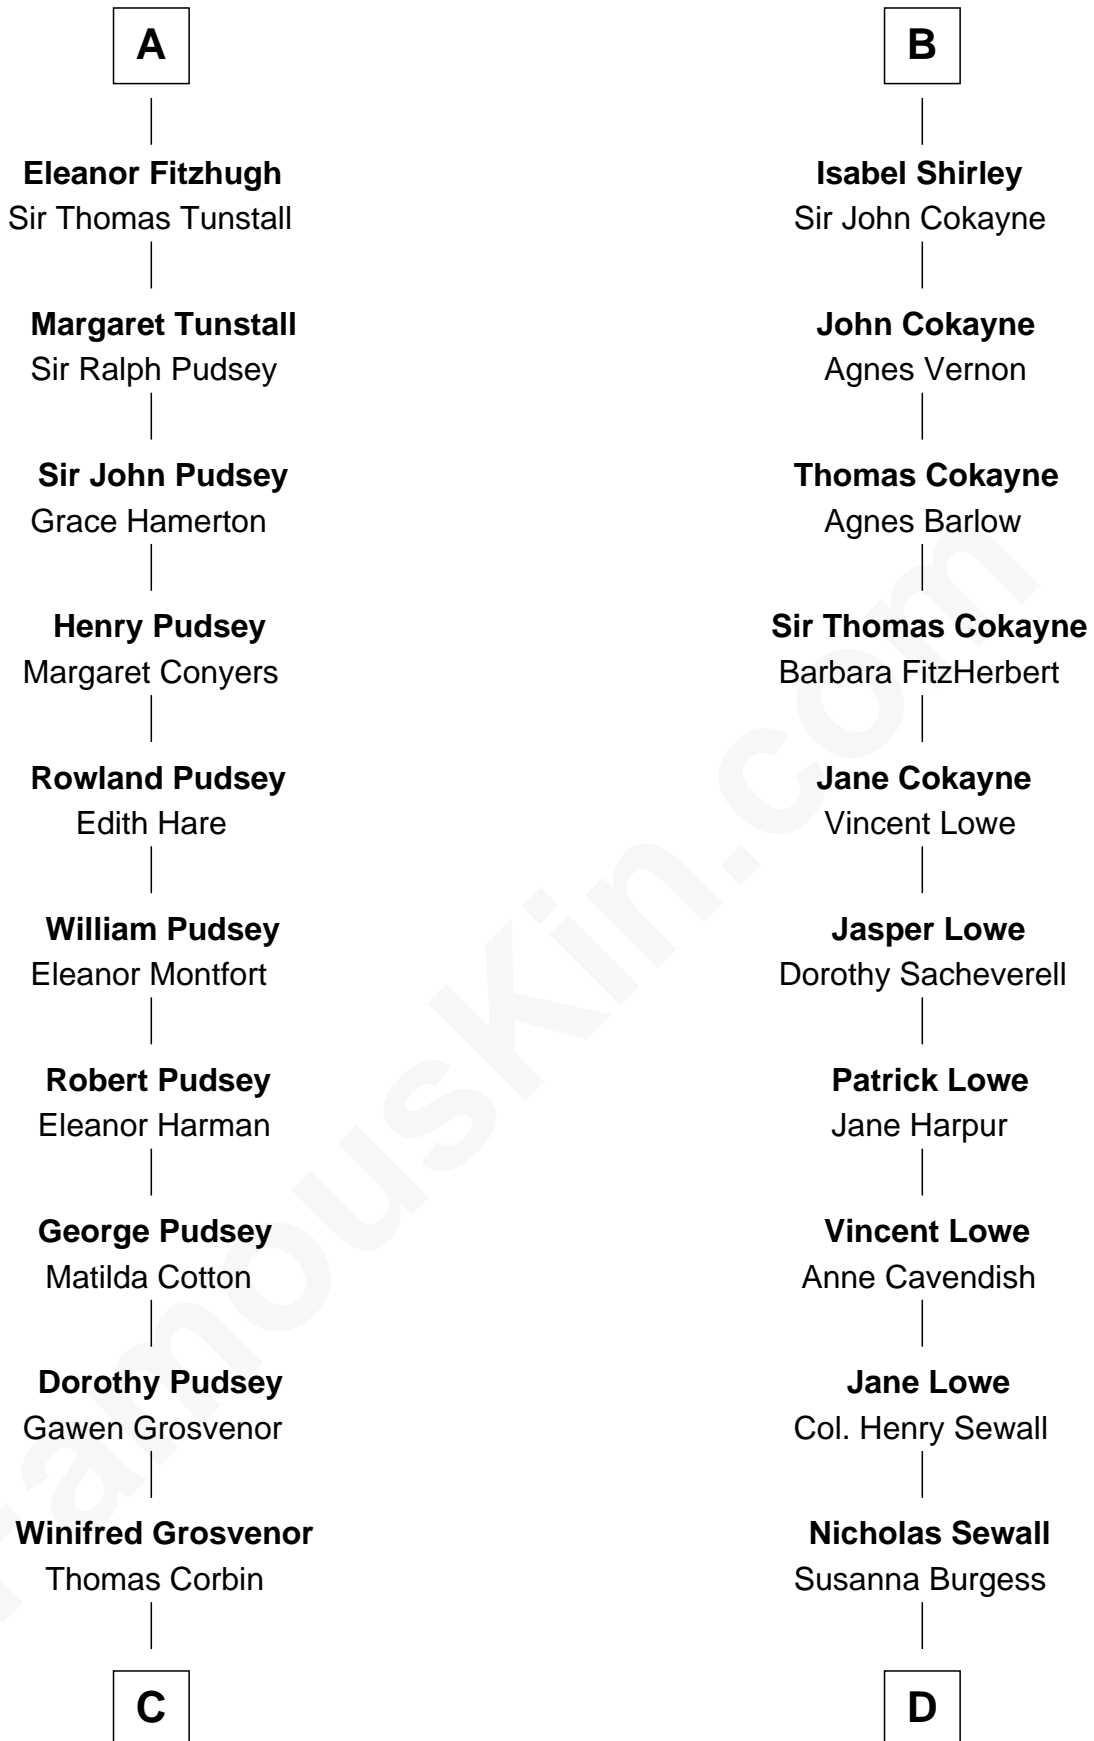 A
Eleanor Fitzhugh
Sir Thomas Tunstall
Margaret Tunstall
Sir Ralph Pudsey
Sir John Pudsey
Grace Hamerton
Henry Pudsey
Margaret Conyers
Rowland Pudsey
Edith Hare
William Pudsey
Eleanor Montfort
Robert Pudsey
Eleanor Harman
George Pudsey
Matilda Cotton
Dorothy Pudsey
Gawen Grosvenor
Winifred Grosvenor
Thomas Corbin
C
B
Isabel Shirley
Sir John Cokayne
John Cokayne
Agnes Vernon
Thomas Cokayne
Agnes Barlow
Sir Thomas Cokayne
Barbara FitzHerbert
Jane Cokayne
Vincent Lowe
Jasper Lowe
Dorothy Sacheverell
Patrick Lowe
Jane Harpur
Vincent Lowe
Anne Cavendish
Jane Lowe
Col. Henry Sewall
Nicholas Sewall
Susanna Burgess
D
FamousKin.com